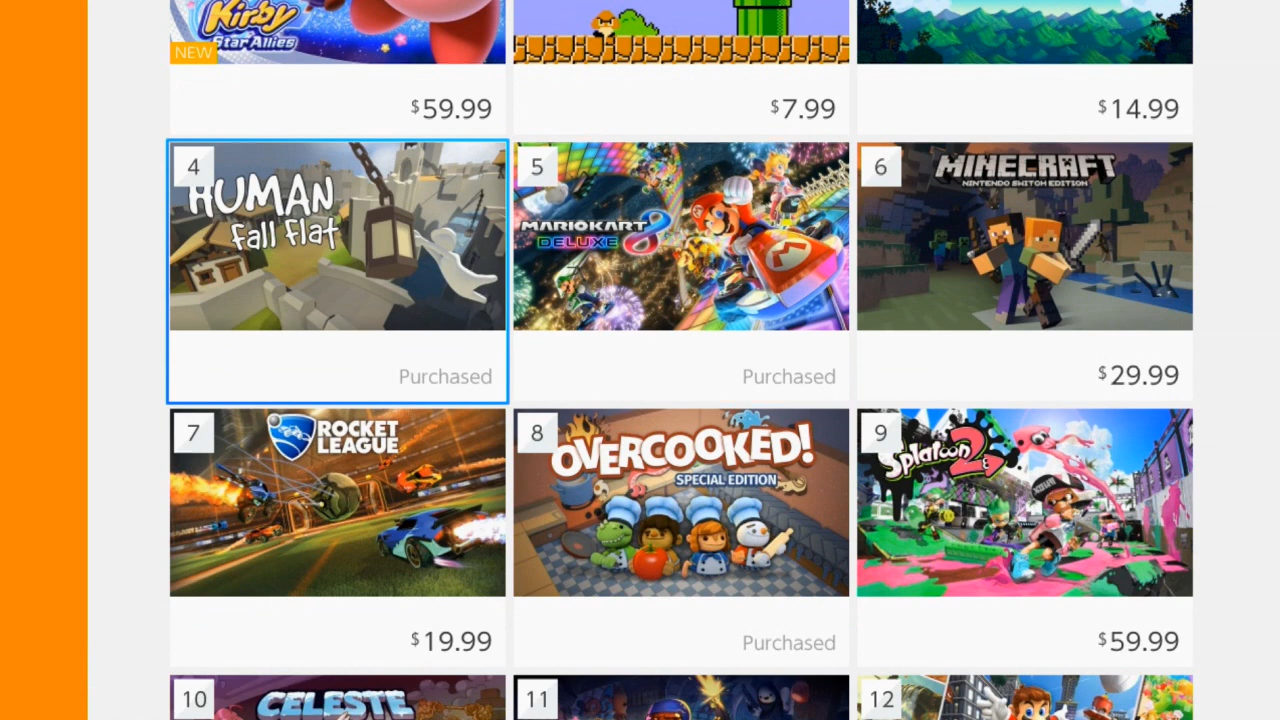 Kirby
Star Allies
NEW
$59.99
$7.99
$14.99
4
HUMAN
fall flat
5
MARIOKART 8
DELUXE
6
MINECRAFT
NINTENDO SWITCH EDITION
Purchased
Purchased
$29.99
7
ROCKET
LEAGUE
8
OVERCOOKED!
SPECIAL EDITION
9
Splatoon 2
$19.99
Purchased
$59.99
10
CELESTE
11
12